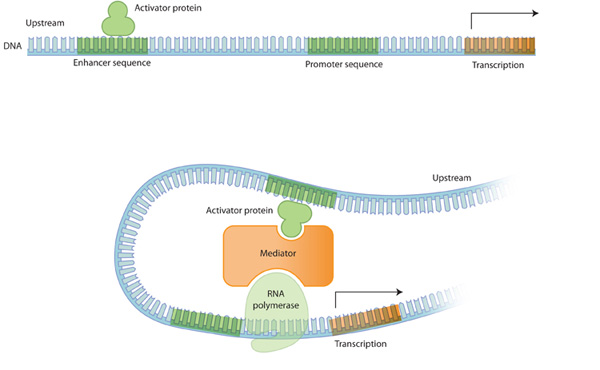 Activator protein
Upstream
DNA
Enhancer sequence
Promoter sequence
Transcription
Upstream
Activator protein
Mediator
RNA
polymerase
Transcription